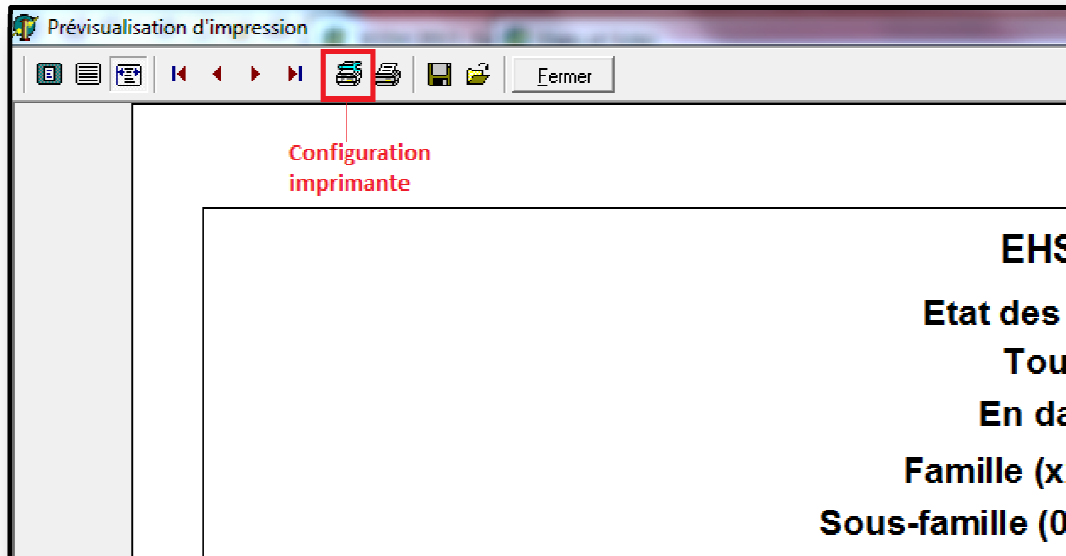 Prévisualisation d'impression
Fermer
Configuration
imprimante
EHS
Etat des
Tou
En da
Famille (x
Sous-famille (0